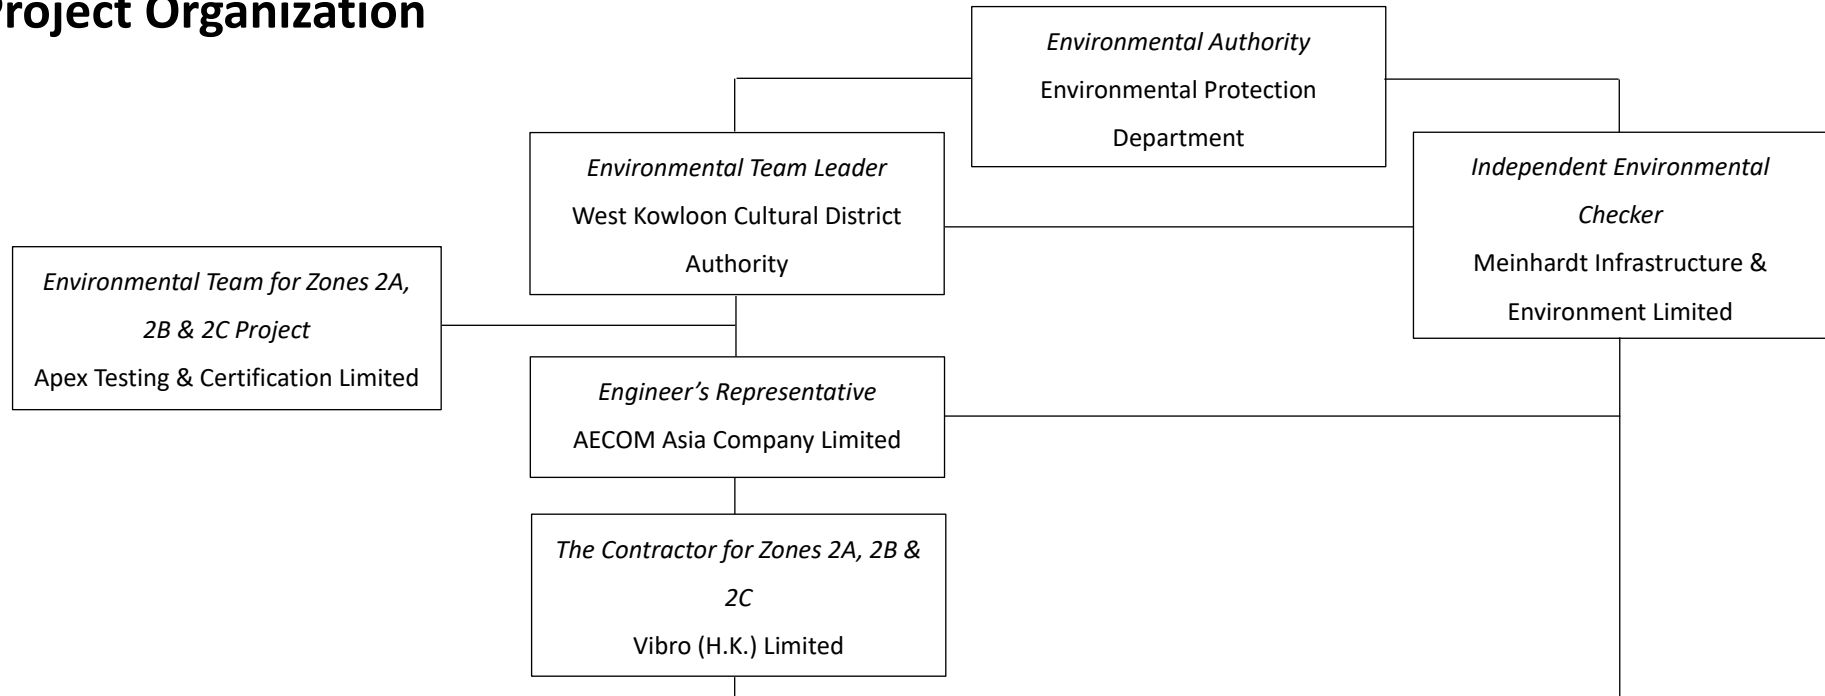 Project Organization
Environmental Authority
Environmental Protection
Department
Environmental Team Leader
West Kowloon Cultural District
Authority
Independent Environmental
Checker
Meinhardt Infrastructure &
Environment Limited
Environmental Team for Zones 2A,
2B & 2C Project
Apex Testing & Certification Limited
Engineer’s Representative
AECOM Asia Company Limited
The Contractor for Zones 2A, 2B &
2C
Vibro (H.K.) Limited